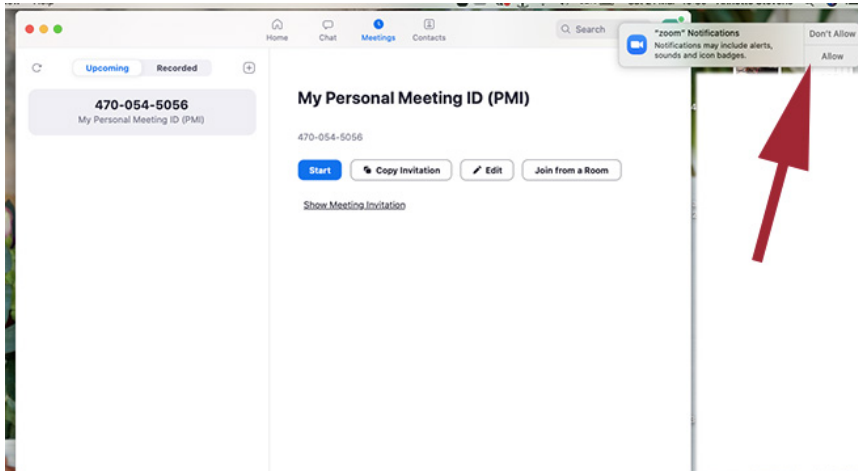 Help
Home Chat Meetings Contacts
Search
"zoom" Notifications
Notifications may include alerts,
sounds and icon badges.
Don't Allow
Allow
Upcoming Recorded
470-054-5056
My Personal Meeting ID (PMI)
My Personal Meeting ID (PMI)
470-054-5056
Start Copy Invitation Edit Join from a Room
Show Meeting Invitation